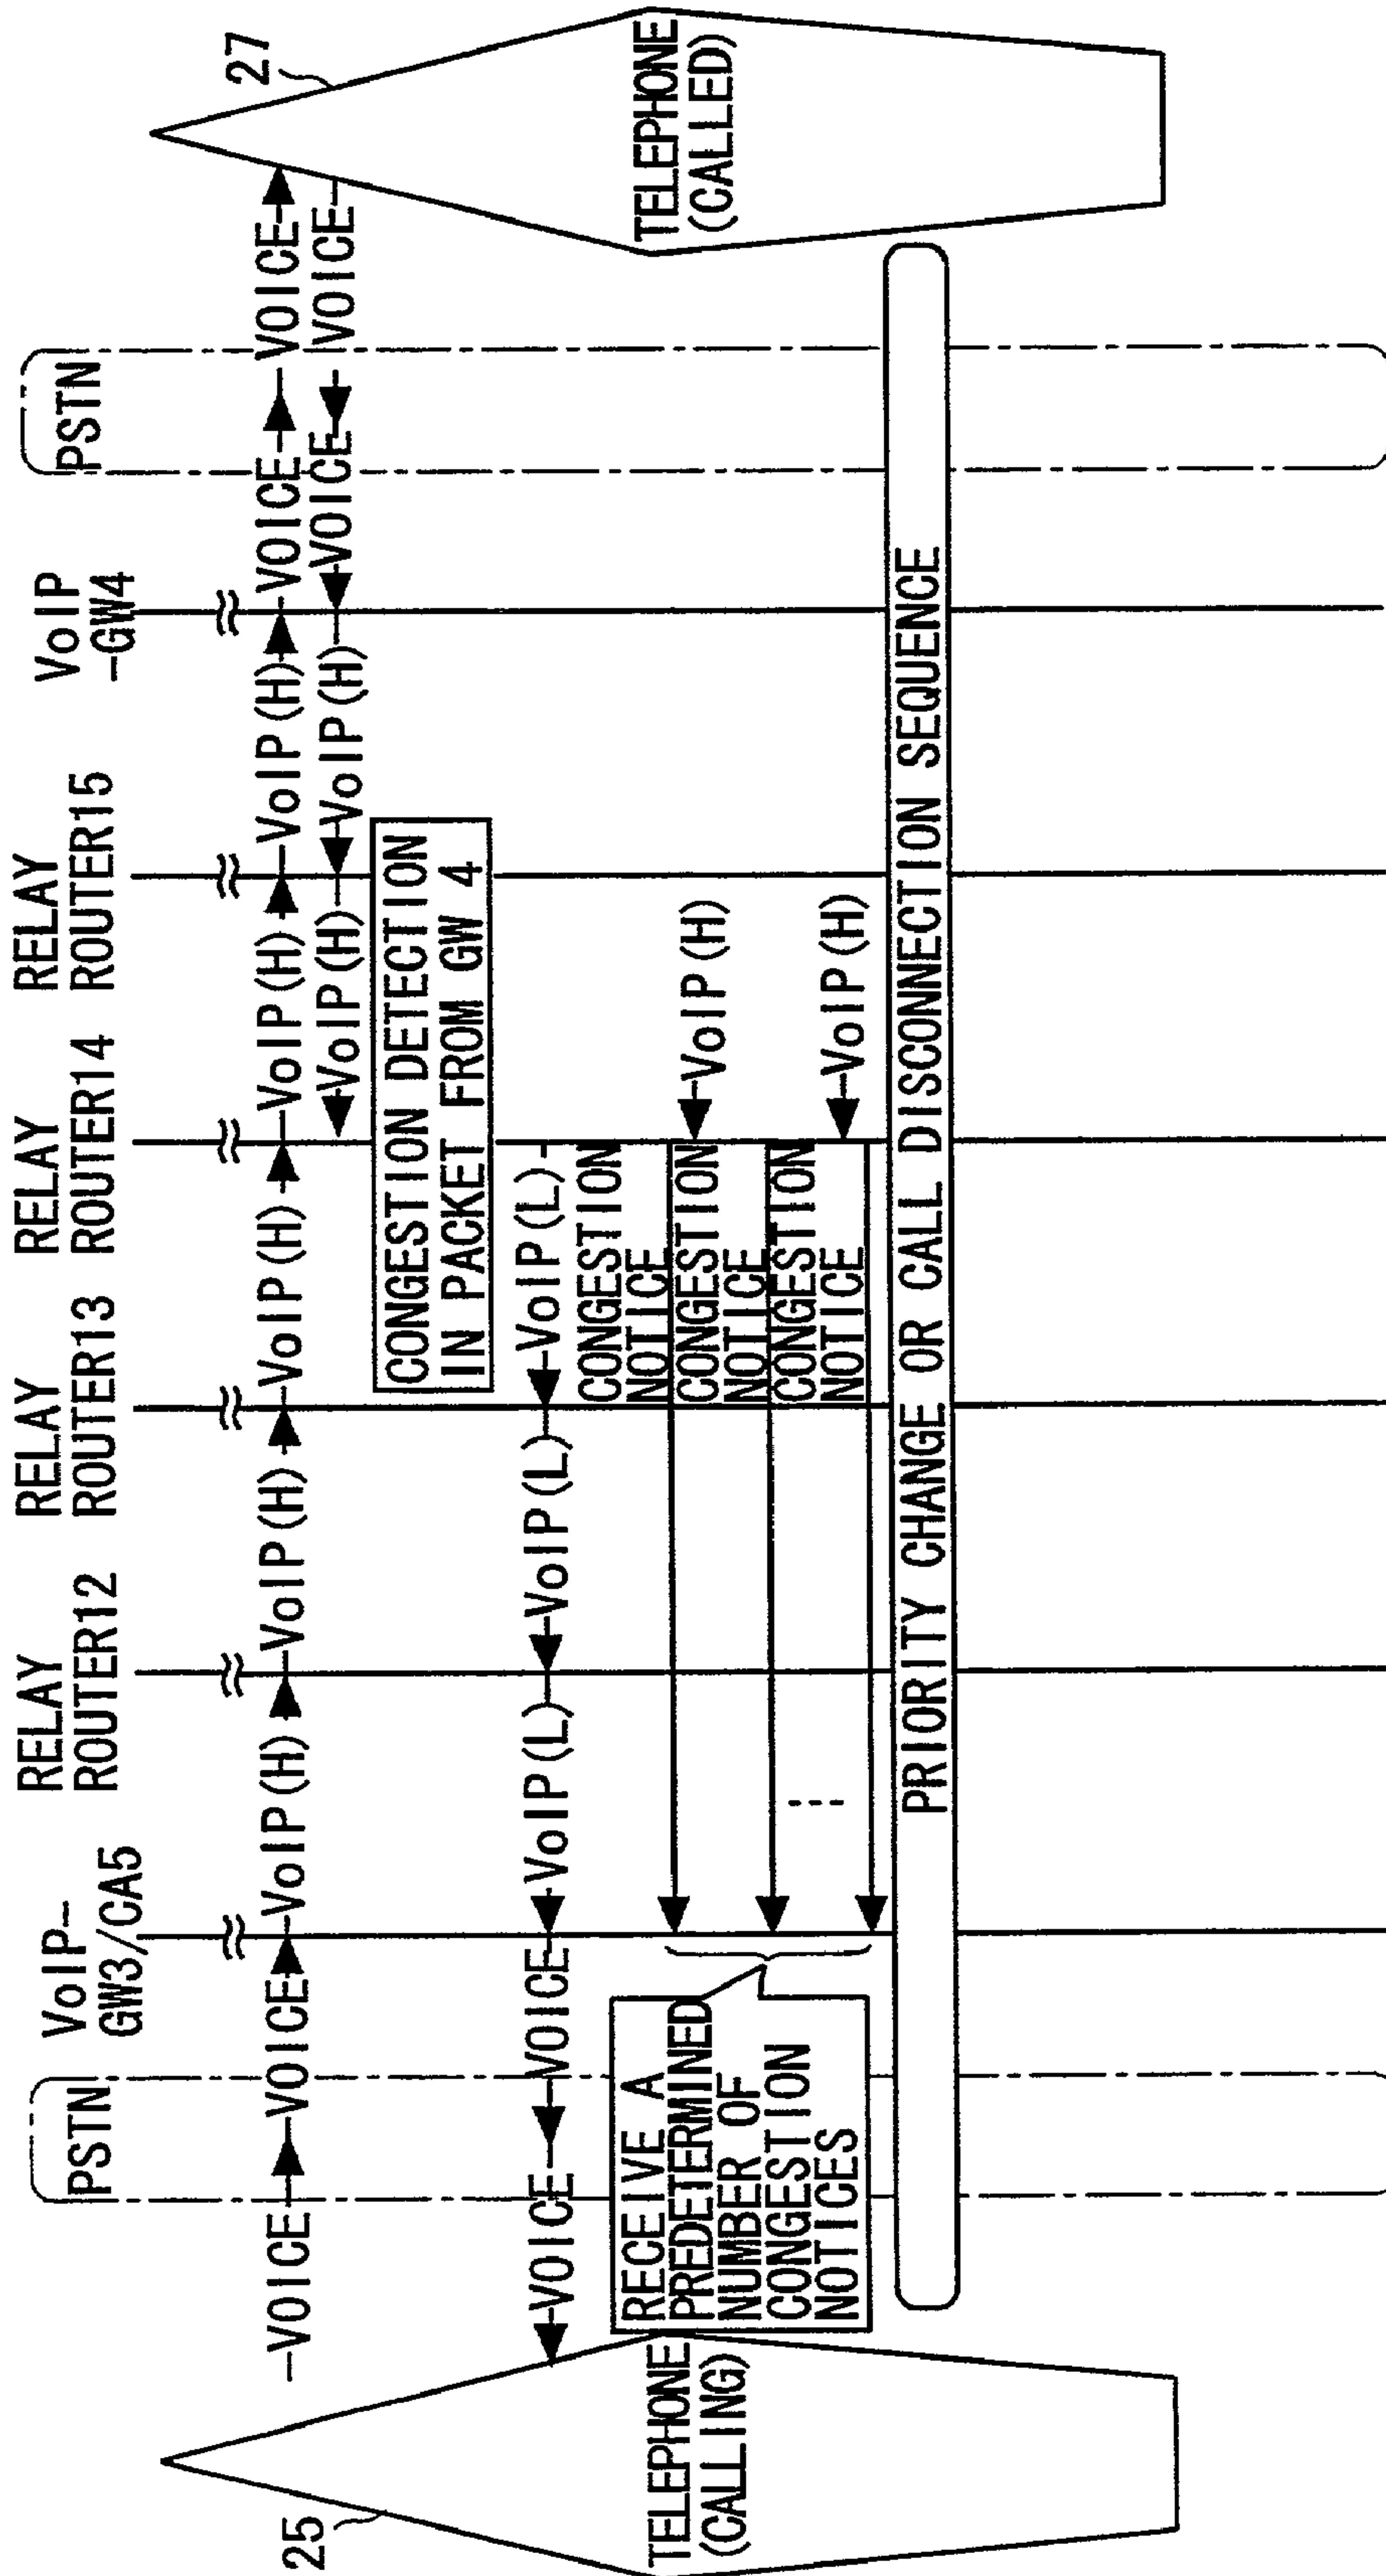 25
TELEPHONE
(CALLING)
PSTN
VoIP-
GW3/CA5
RELAY
ROUTER12
RELAY
ROUTER13
RELAY
ROUTER14
RELAY
ROUTER15
VoIP
-GW4
PSTN
27
TELEPHONE
(CALLED)
VOICE
VOICE
VoIP(H)
VoIP(H)
VoIP(H)
VoIP(H)
VoIP(H)
VOICE
VOICE
VoIP(H)
VoIP(H)
VOICE
VOICE
CONGESTION DETECTION
IN PACKET FROM GW 4
VOICE
VOICE
VoIP(L)
VoIP(L)
VoIP(L)
CONGESTION
NOTICE
CONGESTION
NOTICE
CONGESTION
NOTICE
VoIP(H)
VoIP(H)
RECEIVE A
PREDETERMINED
NUMBER OF
CONGESTION
NOTICES
PRIORITY CHANGE OR CALL DISCONNECTION SEQUENCE